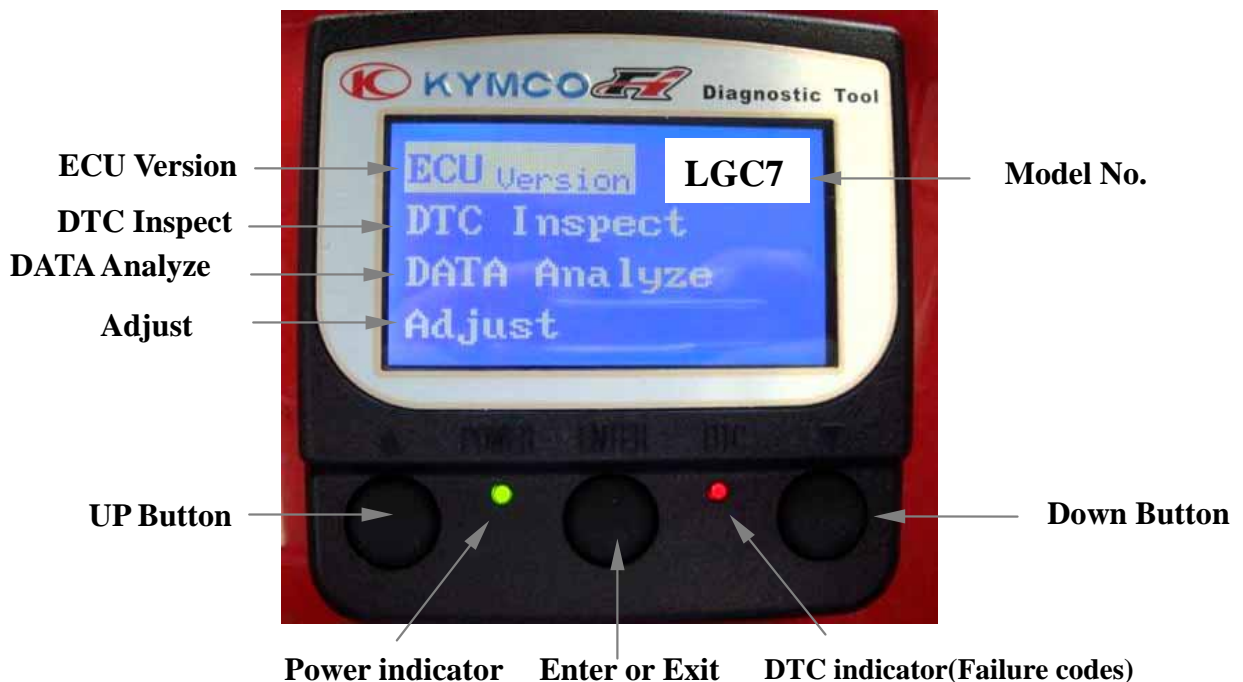 KYMCO Fi Diagnostic Tool
ECU Version
ECU Version
LGC7
Model No.
DTC Inspect
DTC Inspect
DATA Analyze
DATA Analyze
Adjust
Adjust
POWER ENTER DTC
UP Button
Down Button
Power indicator
Enter or Exit
DTC indicator(Failure codes)